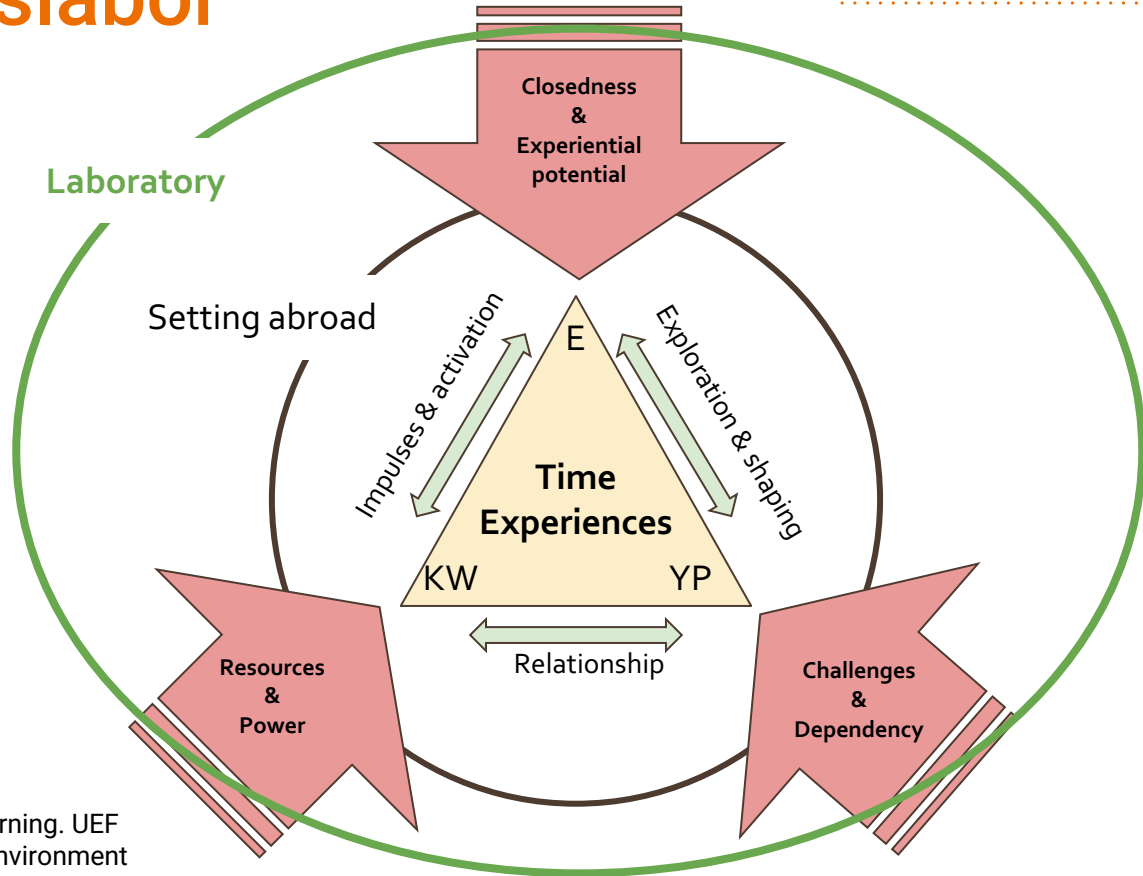 slabor
Closedness
&
Experiential
potential
Laboratory
Setting abroad
Impulses & activation
Exploration & shaping
E
Time
Experiences
KW
YP
Relationship
Resources
&
Power
Challenges
&
Dependency
rning. UEF
nvironment